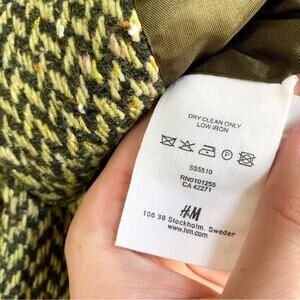 DRY CLEAN ONLY
LOW IRON
555510
RN0101255
CA 42271
H&M
106 38 Stockholm, Sweden
www.hm.com